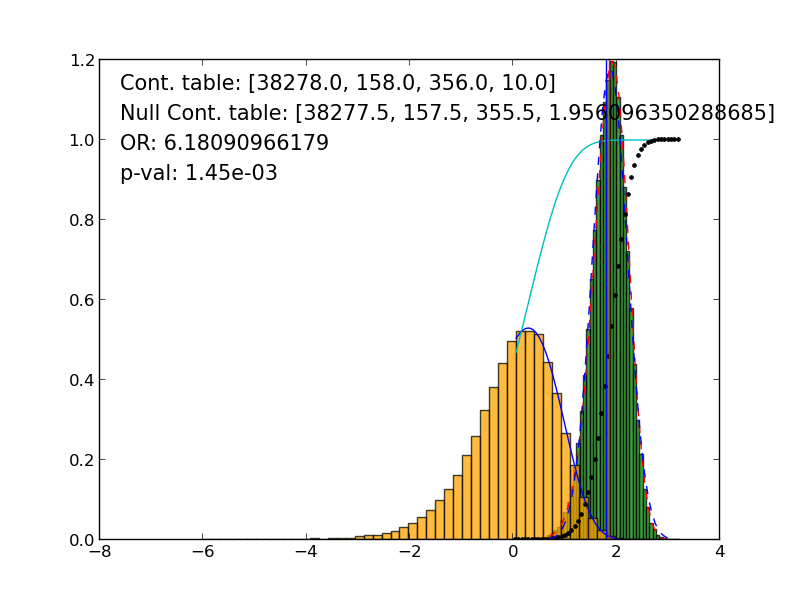 Cont. table: [38278.0, 158.0, 356.0, 10.0]
Null Cont. table: [38277.5, 157.5, 355.5, 1.956096350288685]
OR: 6.18090966179
p-val: 1.45e-03
1.2
1.0
0.8
0.6
0.4
0.2
0.0
−8 −6 −4 −2 0 2 4